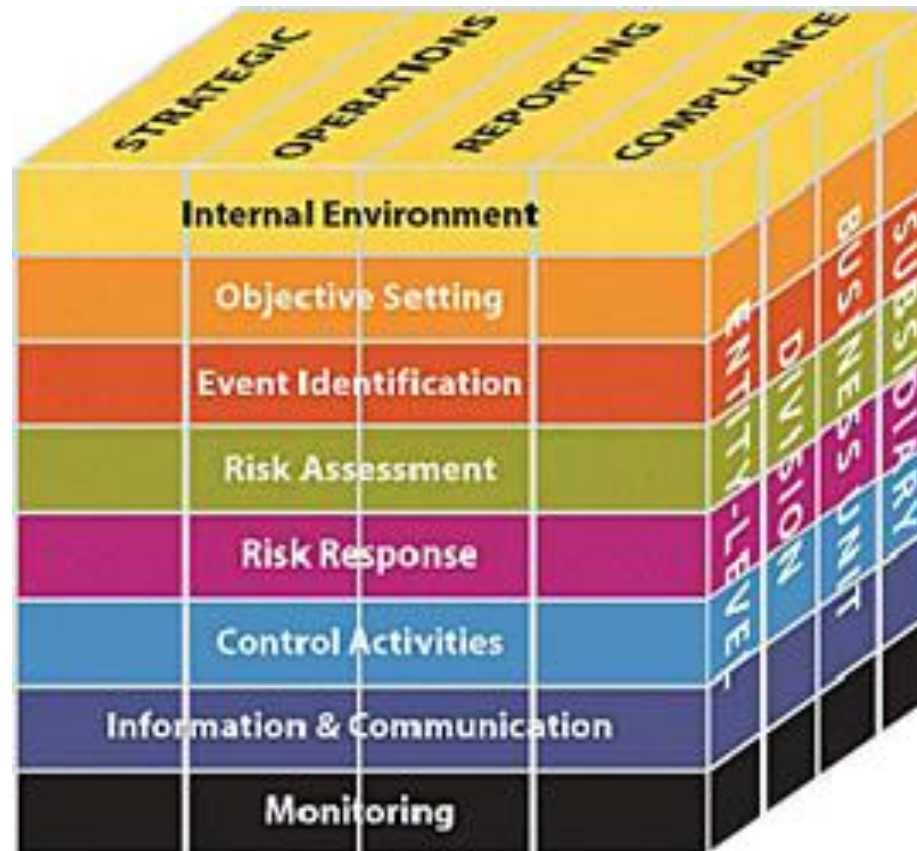 STRATEGIC
OPERATIONS
REPORTING
COMPLIANCE
Internal Environment
Objective Setting
Event Identification
Risk Assessment
Risk Response
Control Activities
Information & Communication
Monitoring
ENTITY-LEVEL
DIVISION
BUSINESS UNIT
SUBSIDIARY